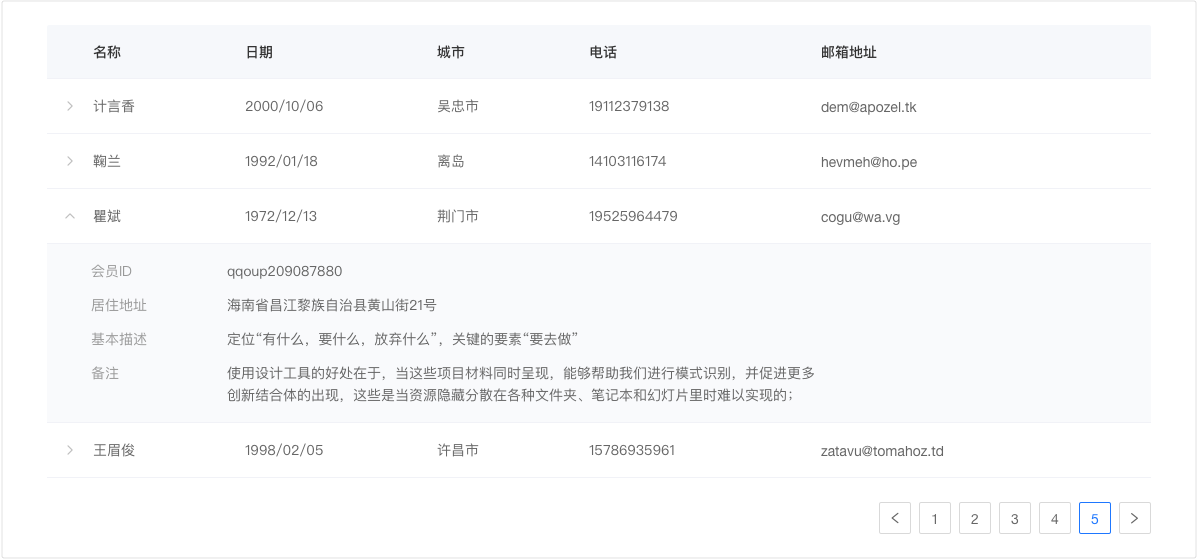 名称 日期 城市 电话 邮箱地址
计言香 2000/10/06 吴忠市 19112379138 dem@apozel.tk
鞠兰 1992/01/18 离岛 14103116174 hevmeh@ho.pe
瞿斌 1972/12/13 荆门市 19525964479 cogu@wa.vg
会员ID qqoup209087880
居住地址 海南省昌江黎族自治县黄山街21号
基本描述 定位“有什么，要什么，放弃什么”，关键的要素“要去做”
备注 使用设计工具的好处在于，当这些项目材料同时呈现，能够帮助我们进行模式识别，并促进更多
创新结合体的出现，这些是当资源隐藏分散在各种文件夹、笔记本和幻灯片里时难以实现的；
王眉俊 1998/02/05 许昌市 15786935961 zatavu@tomahoz.td
1 2 3 4 5